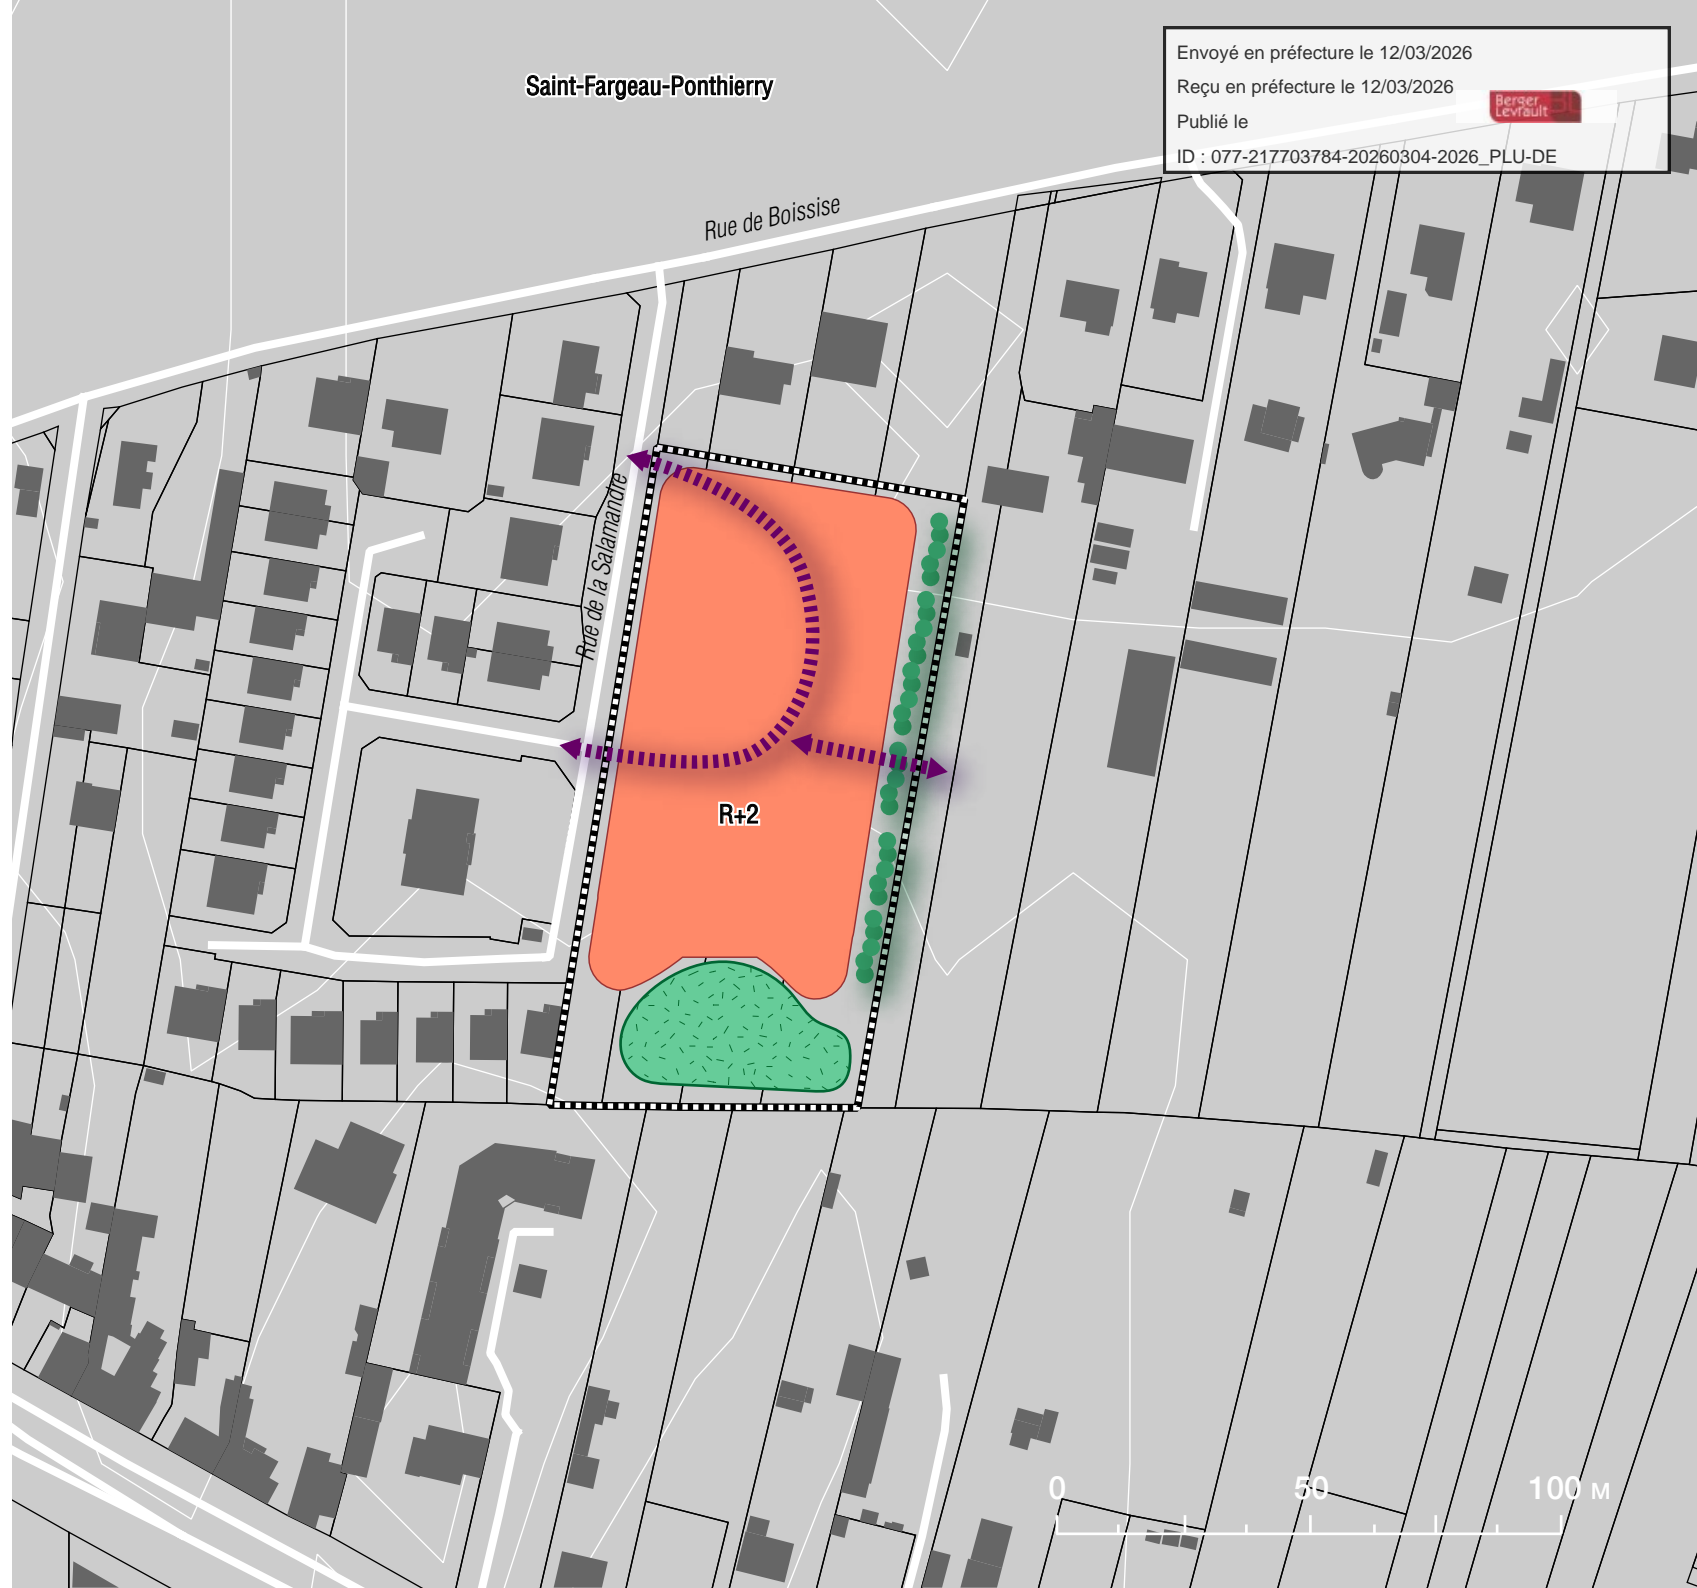 Saint-Fargeau-Ponthierry
Envoyé en préfecture le 12/03/2026
Reçu en préfecture le 12/03/2026
Berger
Levrault
Publié le
ID : 077-217703784-20260304-2026_PLU-DE
Rue de Boissise
Rue de la Salamandre
R+2
0 50 100 M